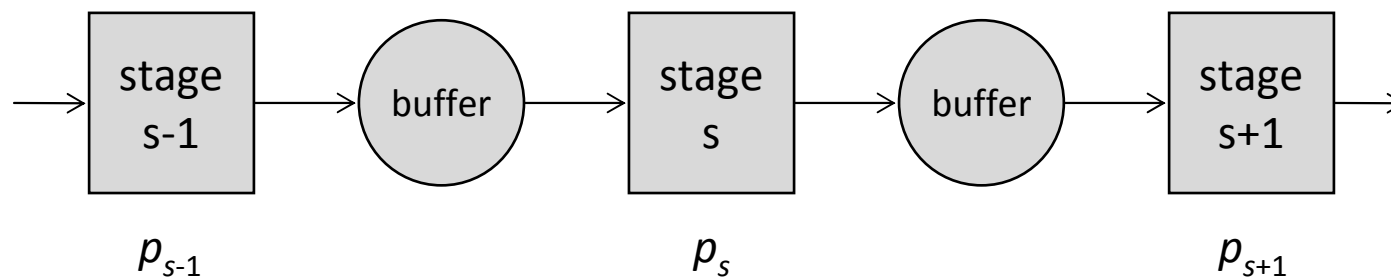 stage
s-1
buffer
stage
s
buffer
stage
s+1
p_{s-1}
p_s
p_{s+1}